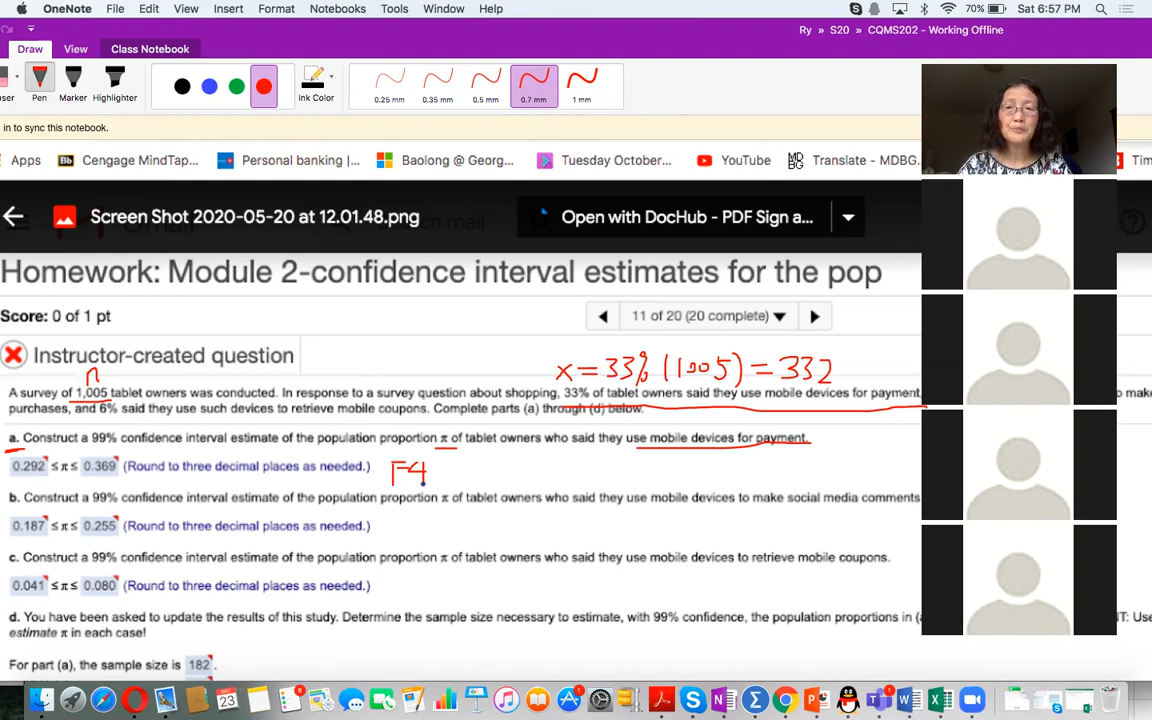 OneNote File Edit View Insert Format Notebooks Tools Window Help 70% Sat 6:57 PM
Ry » S20 » CQMS202 - Working Offline
Draw View Class Notebook
ser Pen Marker Highlighter Ink Color 0.25 mm 0.35 mm 0.5 mm 0.7 mm 1 mm
in to sync this notebook.
Apps Bb Cengage MindTap... Personal banking |... Baolong @ Georg... Tuesday October... YouTube MDBG Translate - MDBG. Tim
Screen Shot 2020-05-20 at 12.01.48.png Open with DocHub - PDF Sign a...
Homework: Module 2-confidence interval estimates for the pop
Score: 0 of 1 pt 11 of 20 (20 complete)
Instructor-created question
n
x = 33% (1005) = 332
A survey of 1,005 tablet owners was conducted. In response to a survey question about shopping, 33% of tablet owners said they use mobile devices for payment, o make
purchases, and 6% said they use such devices to retrieve mobile coupons. Complete parts (a) through (d) below.
a. Construct a 99% confidence interval estimate of the population proportion π of tablet owners who said they use mobile devices for payment.
0.292 ≤ π ≤ 0.369 (Round to three decimal places as needed.) F4
b. Construct a 99% confidence interval estimate of the population proportion π of tablet owners who said they use mobile devices to make social media comments
0.187 ≤ π ≤ 0.255 (Round to three decimal places as needed.)
c. Construct a 99% confidence interval estimate of the population proportion π of tablet owners who said they use mobile devices to retrieve mobile coupons.
0.041 ≤ π ≤ 0.080 (Round to three decimal places as needed.)
d. You have been asked to update the results of this study. Determine the sample size necessary to estimate, with 99% confidence, the population proportions in (a NT: Use
estimate π in each case!
For part (a), the sample size is 182.